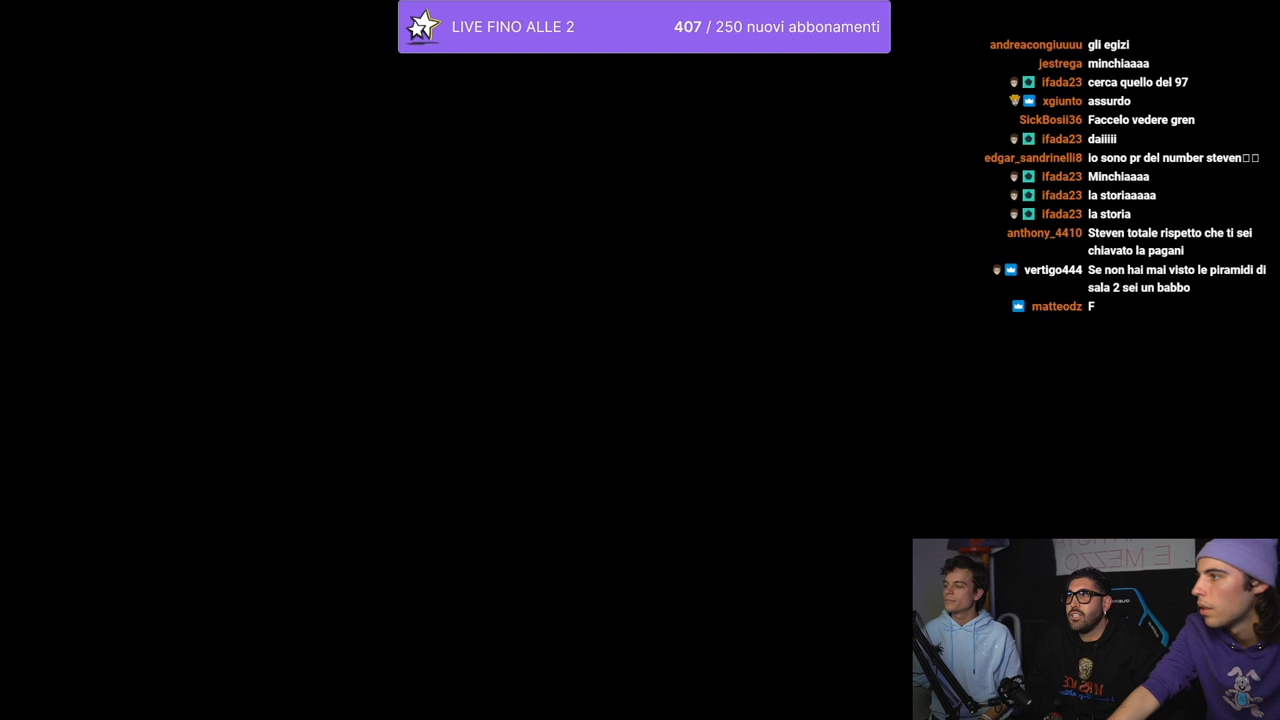 LIVE FINO ALLE 2
407 / 250 nuovi abbonamenti
andreacongiuuuu gli egizi
jestrega minchiaaaa
ifada23 cerca quello del 97
xgiunto assurdo
SickBosii36 Faccelo vedere gren
ifada23 daiiiii
edgar_sandrinelli8 Io sono pr del number steven
ifada23 Minchiaaaa
ifada23 la storiaaaaa
ifada23 la storia
anthony_4410 Steven totale rispetto che ti sei
chiavato la pagani
vertigo444 Se non hai mai visto le piramidi di
sala 2 sei un babbo
matteodz F
E MEZZO